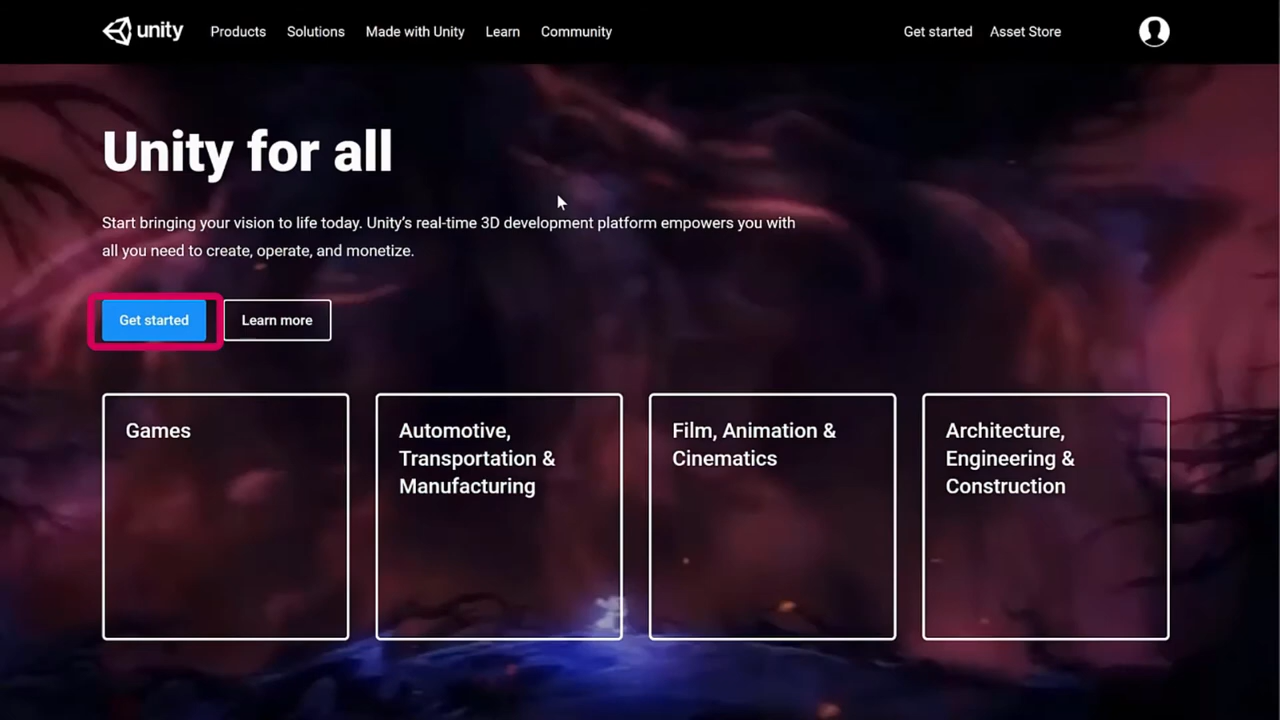 unity
Products
Solutions
Made with Unity
Learn
Community
Get started
Asset Store
Unity for all
Start bringing your vision to life today. Unity's real-time 3D development platform empowers you with
all you need to create, operate, and monetize.
Get started
Learn more
Games
Automotive,
Transportation &
Manufacturing
Film, Animation &
Cinematics
Architecture,
Engineering &
Construction